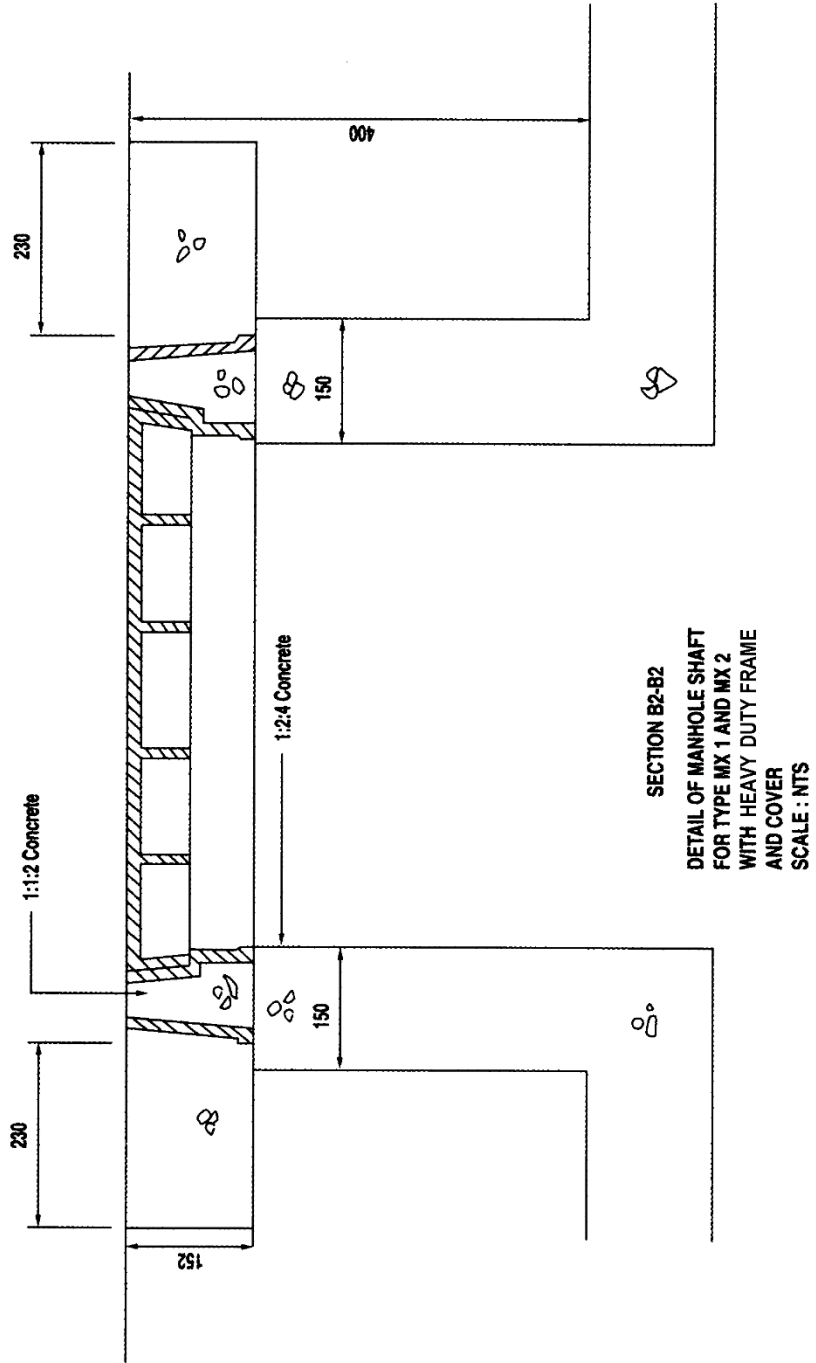 230
230
1:1:2 Concrete
152
400
150
150
1:2:4 Concrete
SECTION B2-B2
DETAIL OF MANHOLE SHAFT
FOR TYPE MX 1 AND MX 2
WITH HEAVY DUTY FRAME
AND COVER
SCALE : NTS